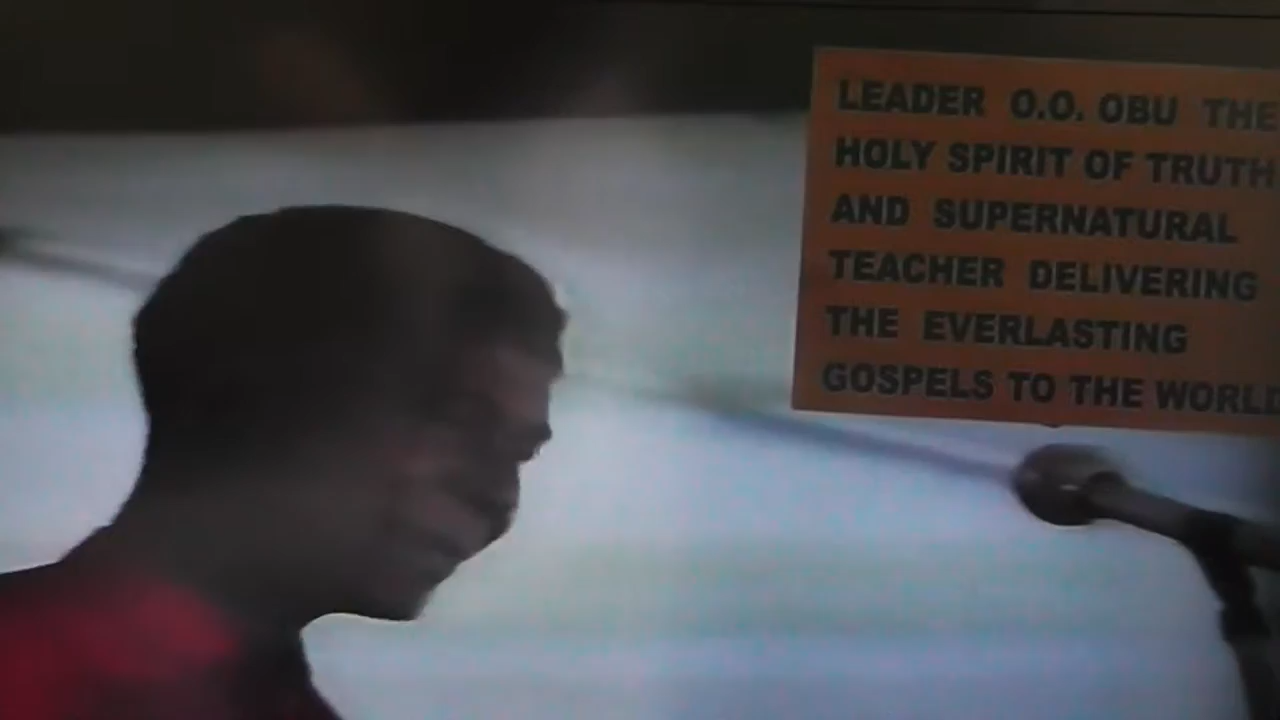 LEADER O.O. OBU THE
HOLY SPIRIT OF TRUTH
AND SUPERNATURAL
TEACHER DELIVERING
THE EVERLASTING
GOSPELS TO THE WORLD